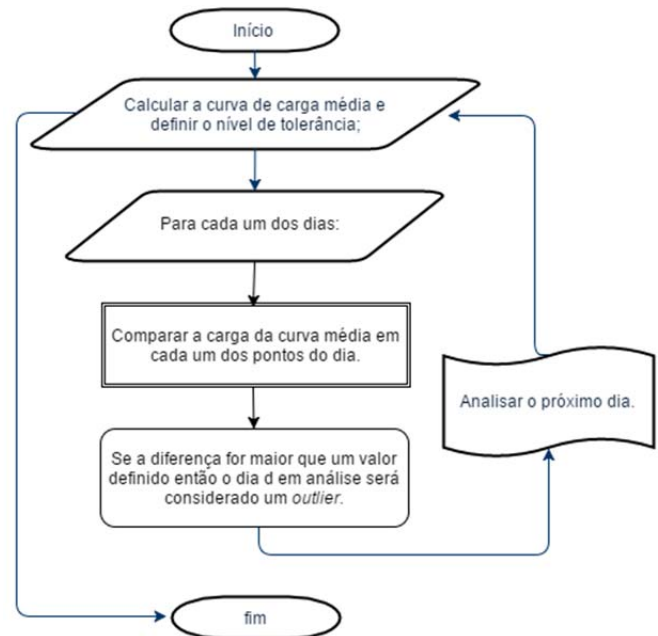 Início
Calcular a curva de carga média e
definir o nível de tolerância;
Para cada um dos dias:
Comparar a carga da curva média em
cada um dos pontos do dia.
Analisar o próximo dia.
Se a diferença for maior que um valor
definido então o dia d em análise será
considerado um outlier.
fim